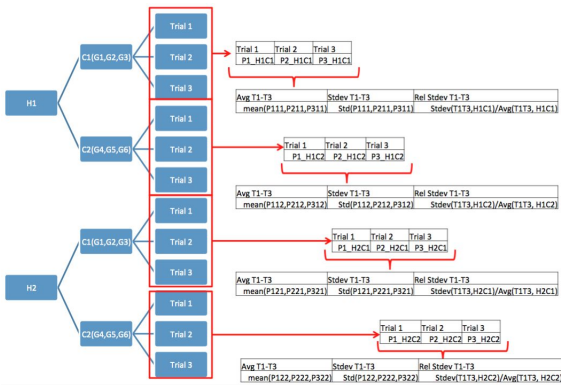 H1
C1(G1,G2,G3)
Trial 1
Trial 2
Trial 3
Trial 1 Trial 2 Trial 3
P1_H1C1 P2_H1C1 P3_H1C1
Avg T1-T3 Stdev T1-T3 Rel Stdev T1-T3
mean(P111,P211,P311) Std(P111,P211,P311) Stdev(T1T3,H1C1)/Avg(T1T3, H1C1)
C2(G4,G5,G6)
Trial 1
Trial 2
Trial 3
Trial 1 Trial 2 Trial 3
P1_H1C2 P2_H1C2 P3_H1C2
Avg T1-T3 Stdev T1-T3 Rel Stdev T1-T3
mean(P112,P212,P312) Std(P112,P212,P312) Stdev(T1T3,H1C2)/Avg(T1T3, H1C2)
H2
C1(G1,G2,G3)
Trial 1
Trial 2
Trial 3
Trial 1 Trial 2 Trial 3
P1_H2C1 P2_H2C1 P3_H2C1
Avg T1-T3 Stdev T1-T3 Rel Stdev T1-T3
mean(P121,P221,P321) Std(P121,P221,P321) Stdev(T1T3,H2C1)/Avg(T1T3, H2C1)
C2(G4,G5,G6)
Trial 1
Trial 2
Trial 3
Trial 1 Trial 2 Trial 3
P1_H2C2 P2_H2C2 P3_H2C2
Avg T1-T3 Stdev T1-T3 Rel Stdev T1-T3
mean(P122,P222,P322) Std(P122,P222,P322) Stdev(T1T3,H2C2)/Avg(T1T3, H2C2)